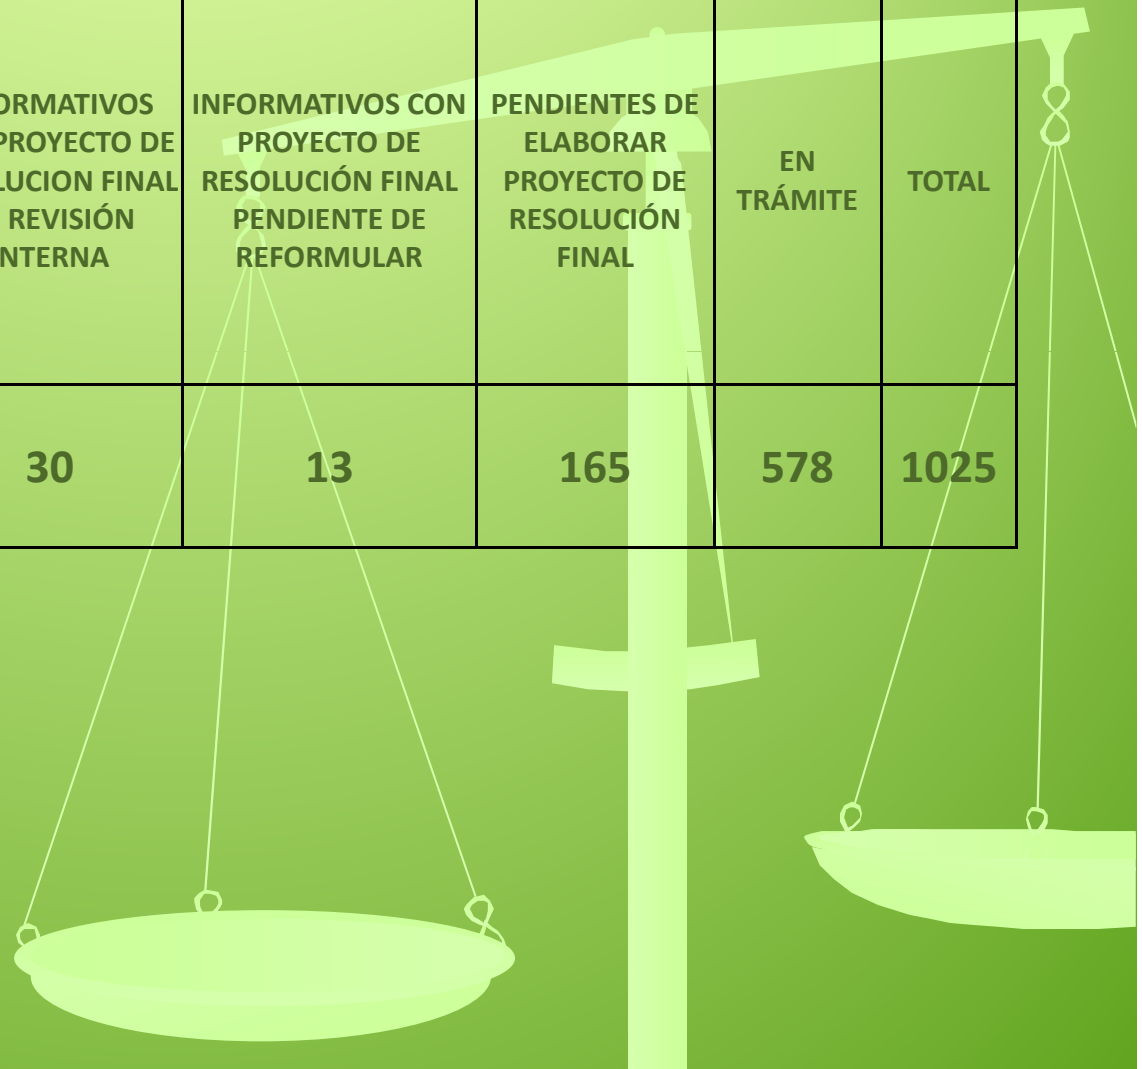 ORMATIVOS
PROYECTO DE
LUCION FINAL
REVISIÓN
NTERNA
INFORMATIVOS CON
PROYECTO DE
RESOLUCIÓN FINAL
PENDIENTE DE
REFORMULAR
PENDIENTES DE
ELABORAR
PROYECTO DE
RESOLUCIÓN
FINAL
EN
TRÁMITE
TOTAL
30
13
165
578
1025